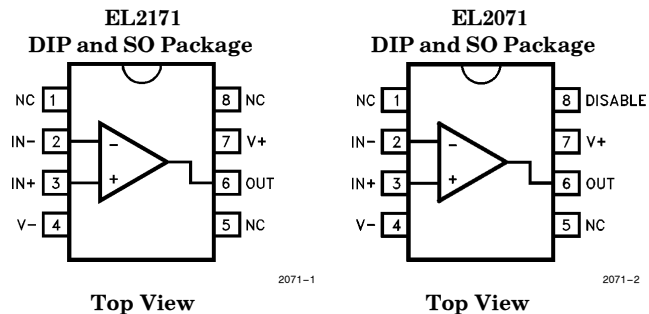 EL2171
DIP and SO Package
NC 1 8 NC
IN− 2 − 7 V+
IN+ 3 + 6 OUT
V− 4 5 NC
2071−1
Top View
EL2071
DIP and SO Package
NC 1 8 DISABLE
IN− 2 − 7 V+
IN+ 3 + 6 OUT
V− 4 5 NC
2071−2
Top View